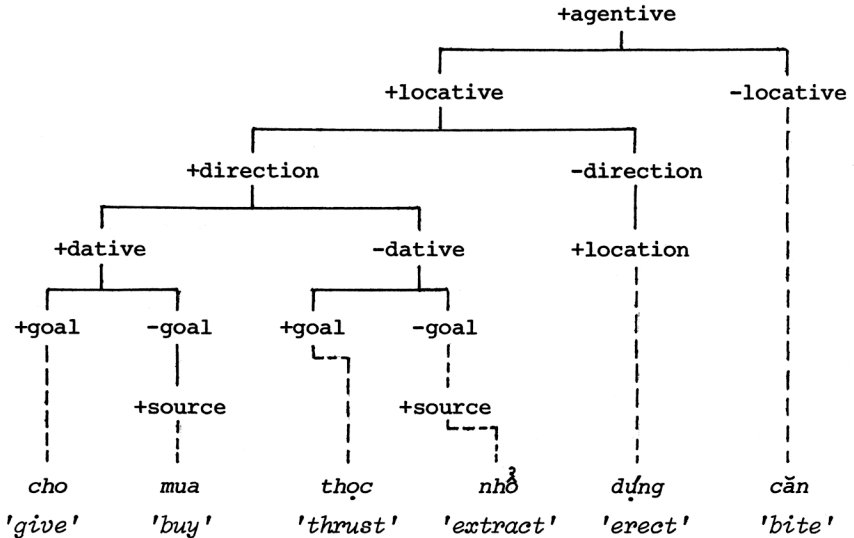 +agentive
+locative -locative
+direction -direction
+dative -dative +location
+goal -goal +goal -goal
+source +source
cho mua thọc nhổ dựng căn
'give' 'buy' 'thrust' 'extract' 'erect' 'bite'